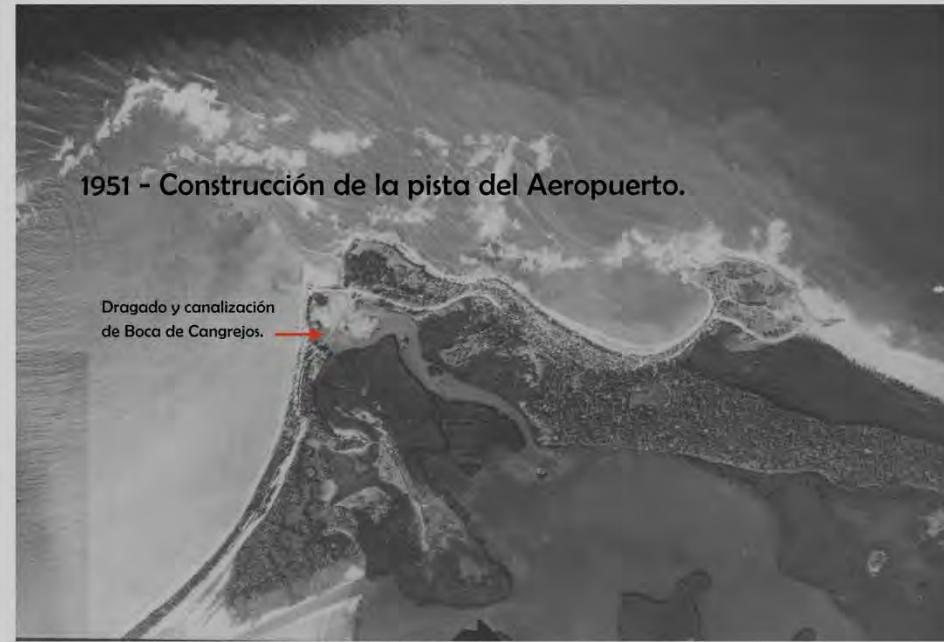 1951 - Construcción de la pista del Aeropuerto.
Dragado y canalización
de Boca de Cangrejos.